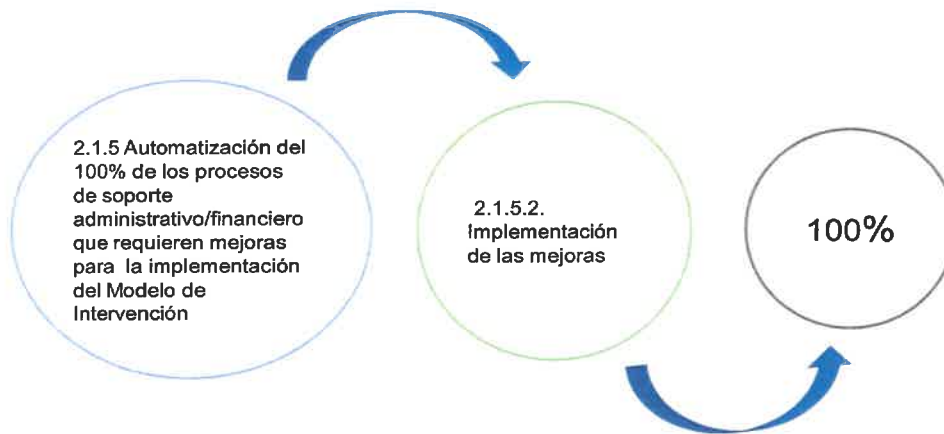 2.1.5 Automatización del
100% de los procesos
de soporte
administrativo/financiero
que requieren mejoras
para la implementación
del Modelo de
Intervención
2.1.5.2.
Implementación
de las mejoras
100%